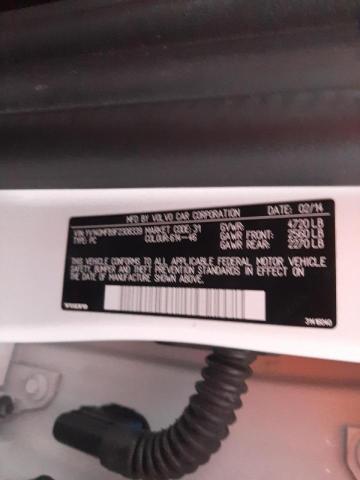 MFD BY VOLVO CAR CORPORATION DATE: 02/14
MARKET CODE: 31 GVWR: 4720 LB
TYPE: PC COLOUR: 614-46 GAWR FRONT: 2560 LB
GAWR REAR: 2270 LB
THIS VEHICLE CONFORMS TO ALL APPLICABLE FEDERAL MOTOR VEHICLE
SAFETY, BUMPER AND THEFT PREVENTION STANDARDS IN EFFECT ON THE
DATE OF MANUFACTURE SHOWN ABOVE.
VOLVO